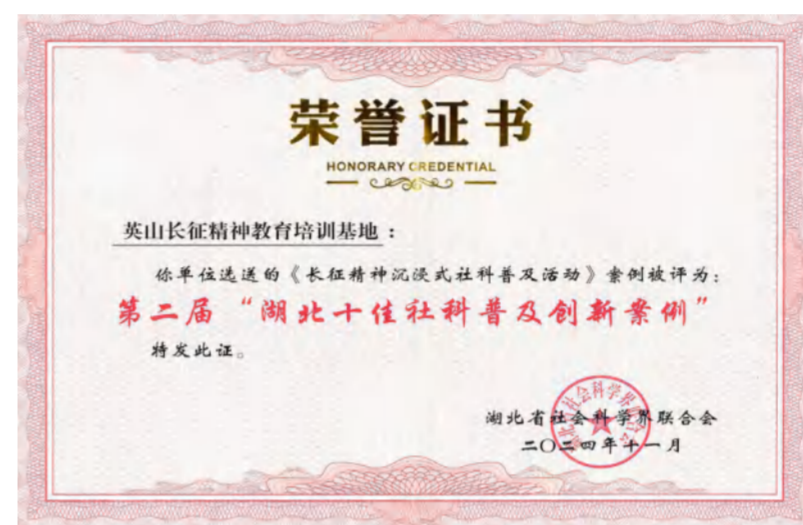 荣誉证书
HONORARY CREDENTIAL
英山长征精神教育培训基地：
你单位选送的《长征精神沉浸式社科普及活动》案例被评为：
第二届“湖北十佳社科普及创新案例”
特发此证。
湖北省社会科学界联合会
二〇二四年十一月